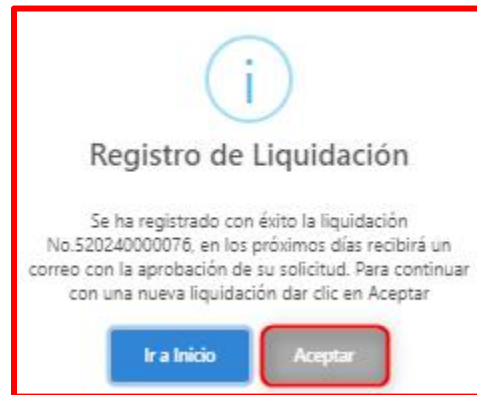 i
Registro de Liquidación
Se ha registrado con éxito la liquidación
No.520240000076, en los próximos días recibirá un
correo con la aprobación de su solicitud. Para continuar
con una nueva liquidación dar clic en Aceptar
Ir a Inicio Aceptar